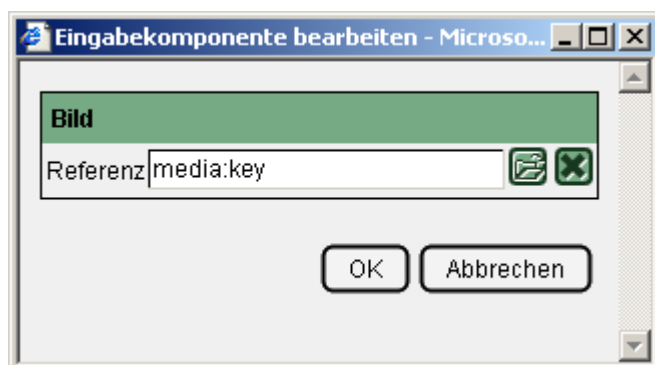 Eingabekomponente bearbeiten - Microso...
Bild
Referenz media:key
OK Abbrechen